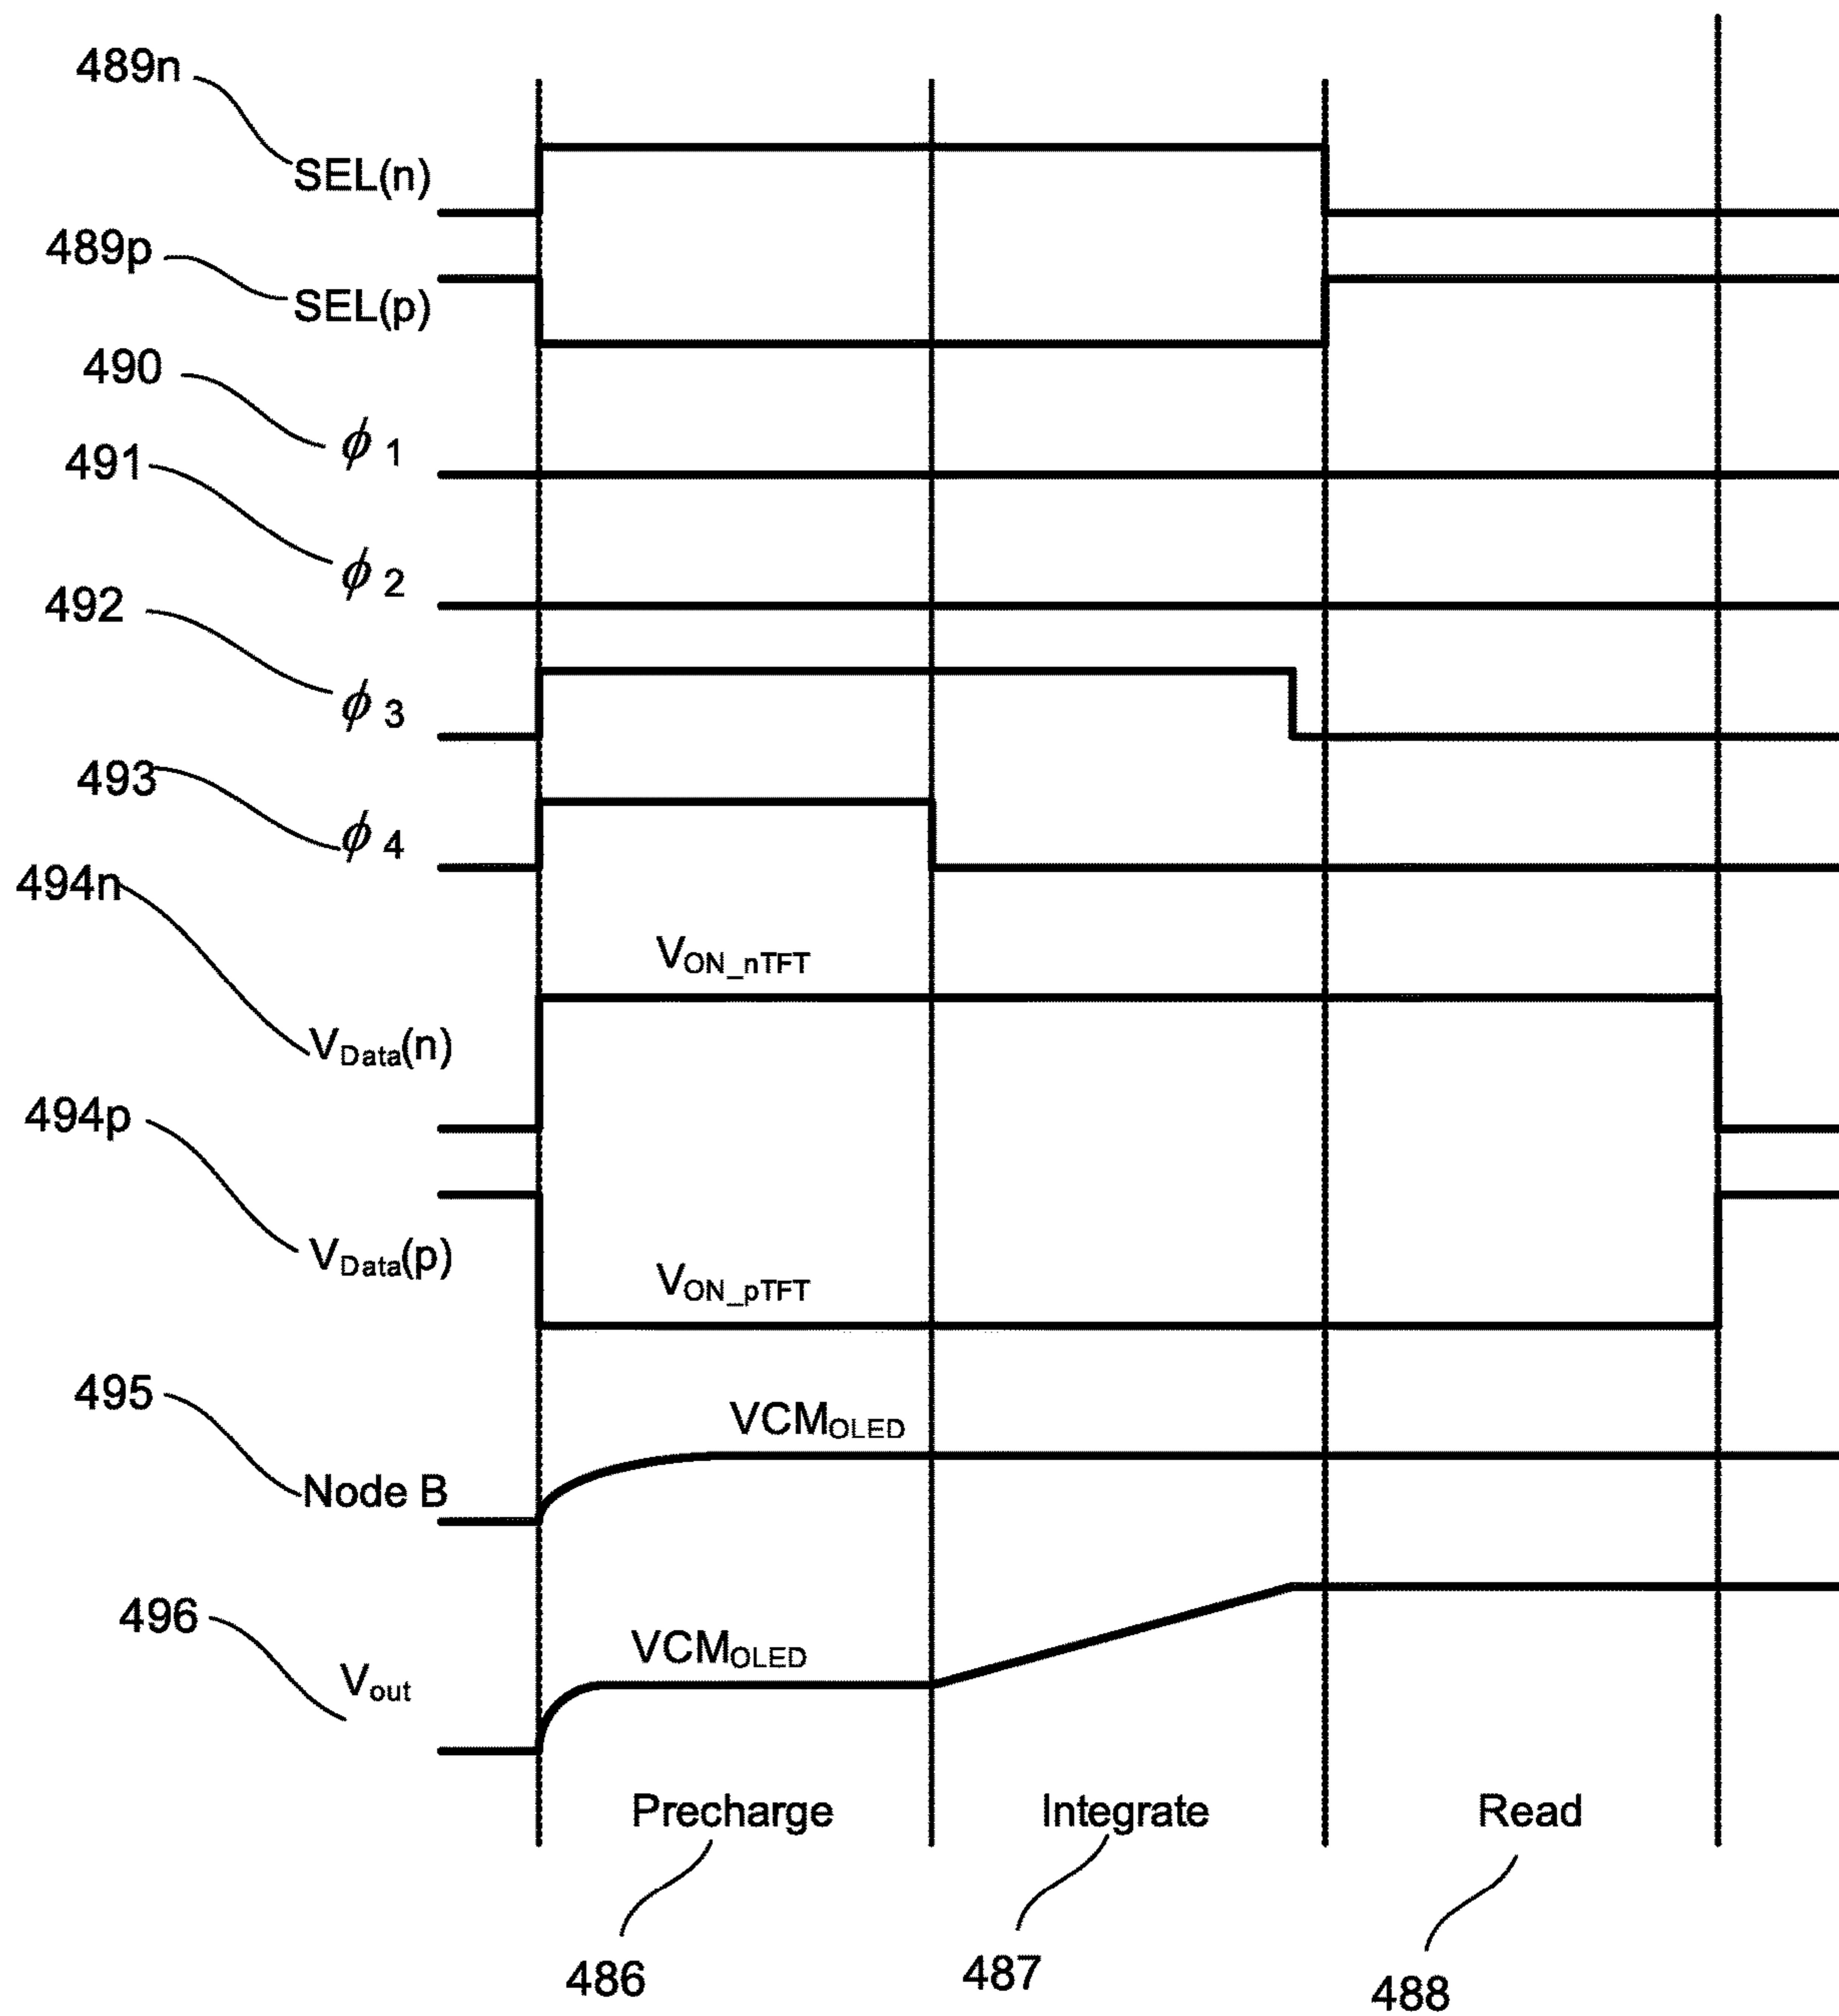 489n
SEL(n)
489p
SEL(p)
490
ϕ 1
491
ϕ 2
492
ϕ 3
493
ϕ 4
494n
VON_nTFT
VData(n)
494p
VData(p)
VON_pTFT
495
VCMOLED
Node B
496
VCMOLED
Vout
Precharge Integrate Read
486 487 488